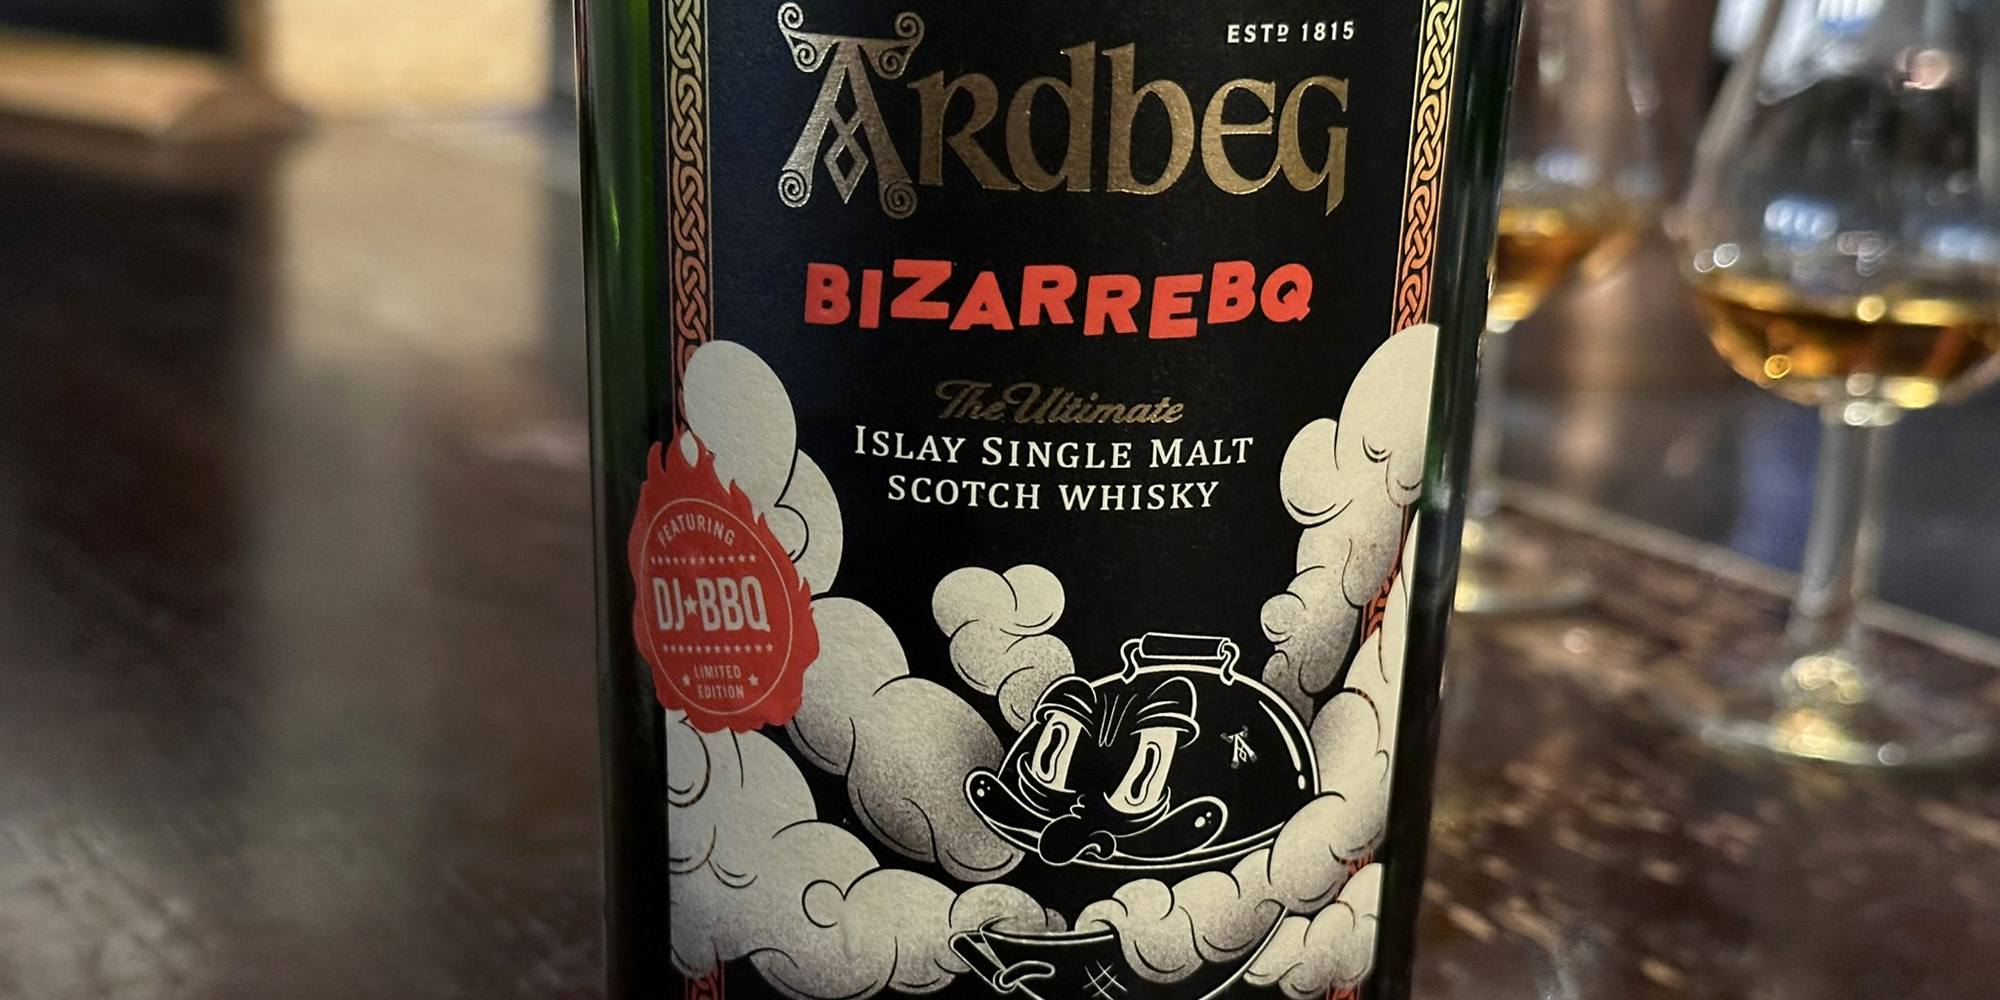 ESTD 1815
Ardbeg
BIZARREBQ
The Ultimate
ISLAY SINGLE MALT
SCOTCH WHISKY
FEATURING
DJ★BBQ
LIMITED
EDITION
A